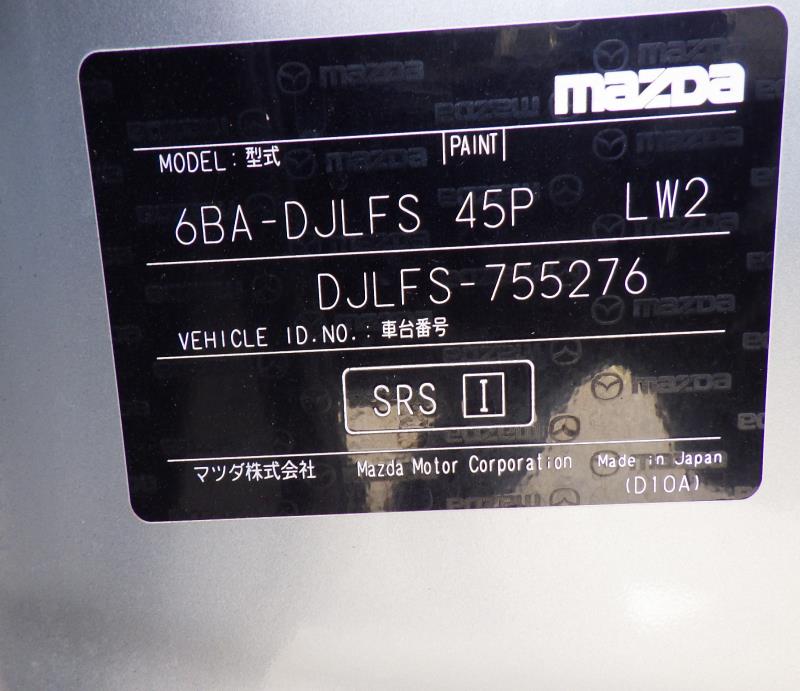 mazda
MODEL : 型式 PAINT
6BA-DJLFS 45P LW2
DJLFS-755276
VEHICLE ID.NO. : 車台番号
SRS I
マツダ株式会社 Mazda Motor Corporation Made in Japan
(D10A)